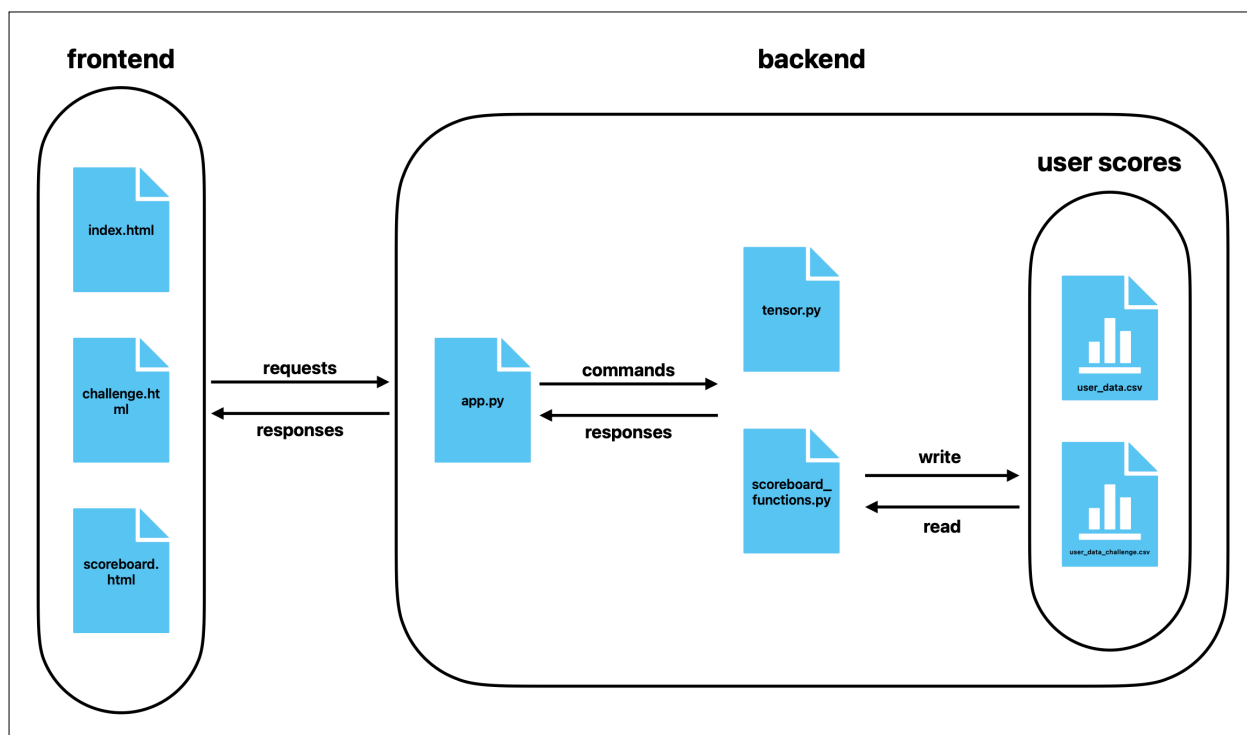 frontend
backend
index.html
challenge.ht
ml
scoreboard.
html
requests
responses
app.py
commands
responses
tensor.py
scoreboard_
functions.py
write
read
user scores
user_data.csv
user_data_challenge.csv